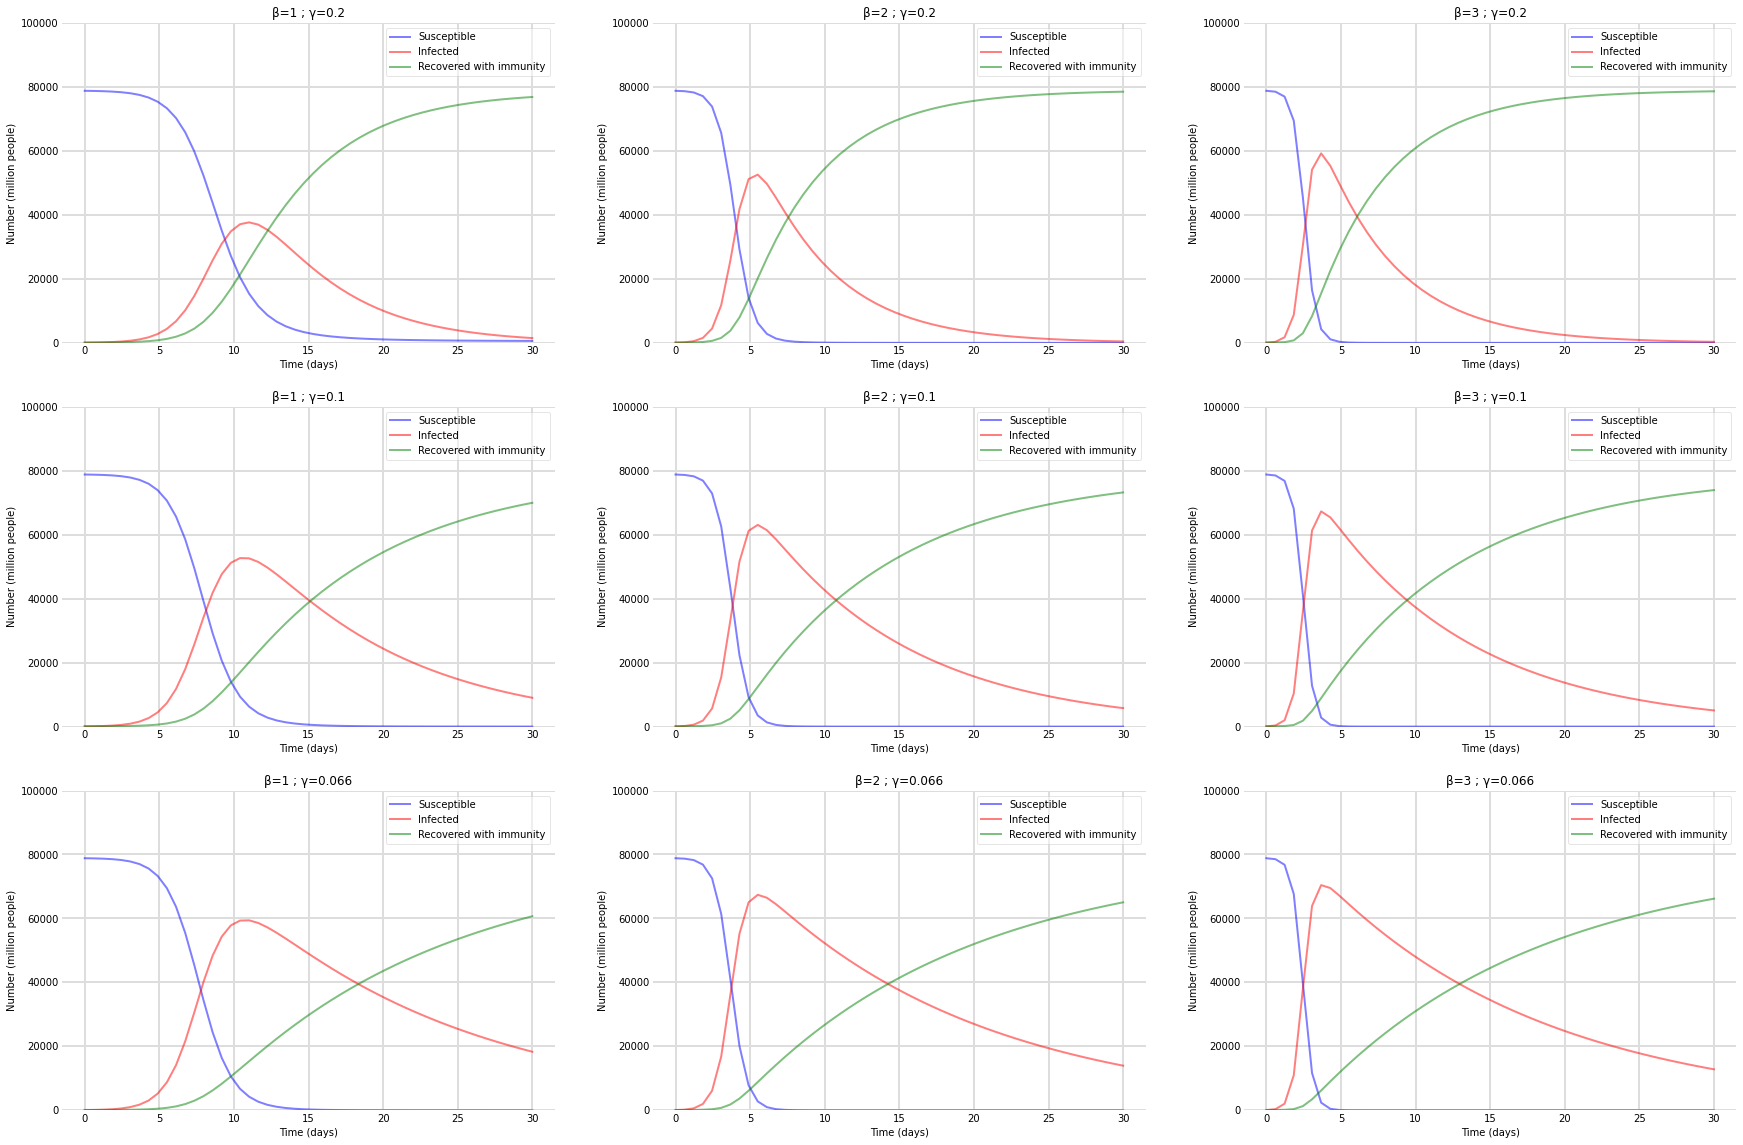 β=1 ; γ=0.2
Number (million people)
100000
80000
60000
40000
20000
0
Susceptible
Infected
Recovered with immunity
0 5 10 15 20 25 30
Time (days)
β=2 ; γ=0.2
Number (million people)
100000
80000
60000
40000
20000
0
Susceptible
Infected
Recovered with immunity
0 5 10 15 20 25 30
Time (days)
β=3 ; γ=0.2
Number (million people)
100000
80000
60000
40000
20000
0
Susceptible
Infected
Recovered with immunity
0 5 10 15 20 25 30
Time (days)
β=1 ; γ=0.1
Number (million people)
100000
80000
60000
40000
20000
0
Susceptible
Infected
Recovered with immunity
0 5 10 15 20 25 30
Time (days)
β=2 ; γ=0.1
Number (million people)
100000
80000
60000
40000
20000
0
Susceptible
Infected
Recovered with immunity
0 5 10 15 20 25 30
Time (days)
β=3 ; γ=0.1
Number (million people)
100000
80000
60000
40000
20000
0
Susceptible
Infected
Recovered with immunity
0 5 10 15 20 25 30
Time (days)
β=1 ; γ=0.066
Number (million people)
100000
80000
60000
40000
20000
0
Susceptible
Infected
Recovered with immunity
0 5 10 15 20 25 30
Time (days)
β=2 ; γ=0.066
Number (million people)
100000
80000
60000
40000
20000
0
Susceptible
Infected
Recovered with immunity
0 5 10 15 20 25 30
Time (days)
β=3 ; γ=0.066
Number (million people)
100000
80000
60000
40000
20000
0
Susceptible
Infected
Recovered with immunity
0 5 10 15 20 25 30
Time (days)